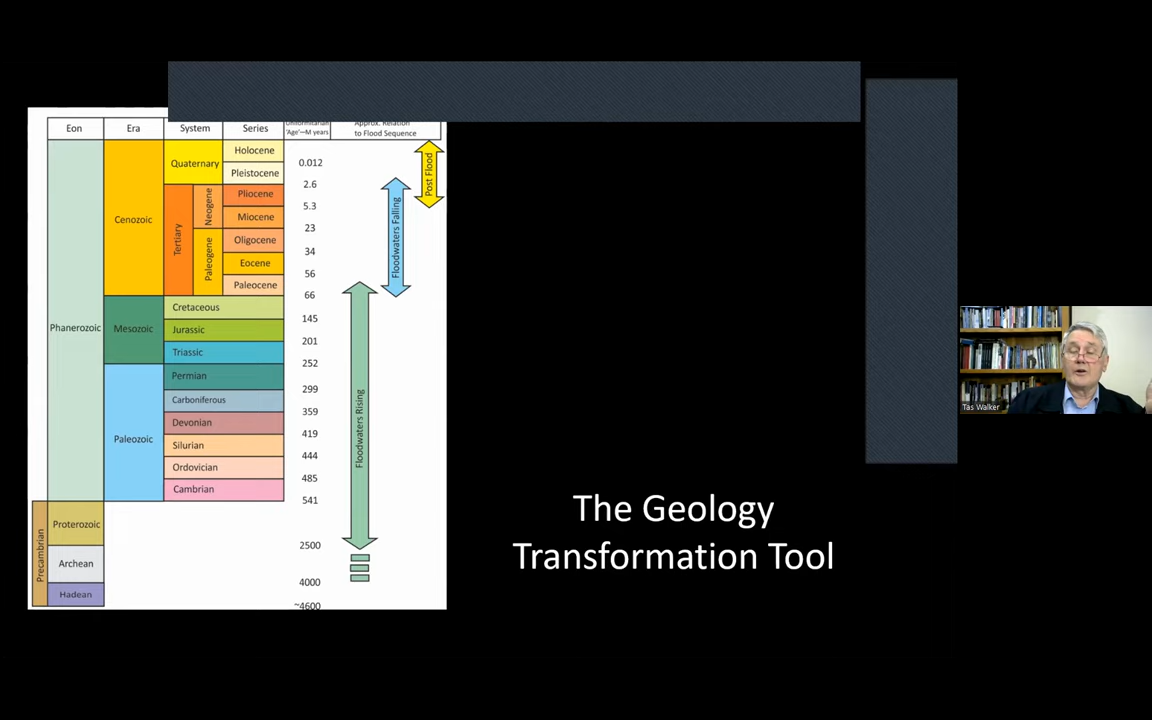 Eon Era System Series Uniformitarian 'Age'—M years Approx. Relation to Flood Sequence
Phanerozoic
Cenozoic
Quaternary
Holocene
0.012
Pleistocene
2.6
Tertiary
Neogene
Pliocene
5.3
Miocene
23
Paleogene
Oligocene
34
Eocene
56
Paleocene
66
Mesozoic
Cretaceous
145
Jurassic
201
Triassic
252
Paleozoic
Permian
299
Carboniferous
359
Devonian
419
Silurian
444
Ordovician
485
Cambrian
541
Precambrian
Proterozoic
2500
Archean
4000
Hadean
~4600
Floodwaters Rising
Floodwaters Falling
Post Flood
The Geology
Transformation Tool
Tas Walker